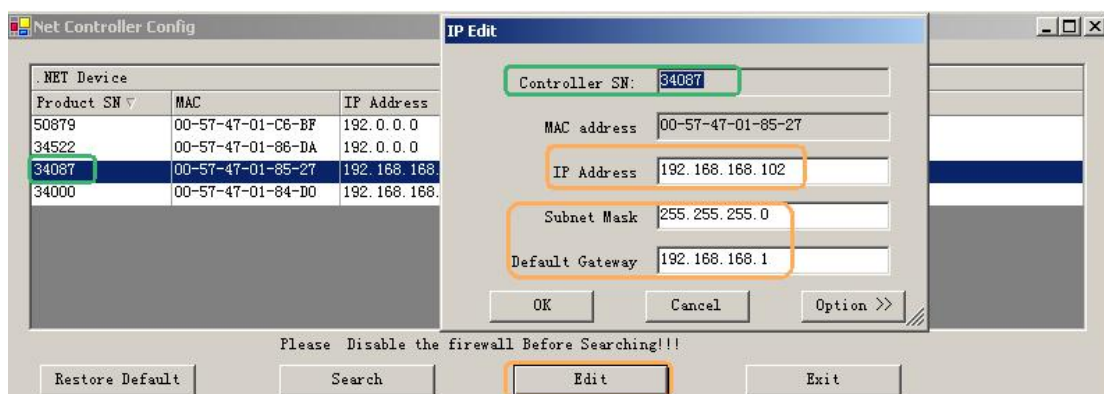 Net Controller Config
IP Edit
.NET Device
Product SN MAC IP Address
50879 00-57-47-01-C6-BF 192.0.0.0
34522 00-57-47-01-86-DA 192.0.0.0
34087 00-57-47-01-85-27 192.168.168.
34000 00-57-47-01-84-D0 192.168.168.
Controller SN: 34087
MAC address 00-57-47-01-85-27
IP Address 192.168.168.102
Subnet Mask 255.255.255.0
Default Gateway 192.168.168.1
OK Cancel Option >>
Please Disable the firewall Before Searching!!!
Restore Default Search Edit Exit